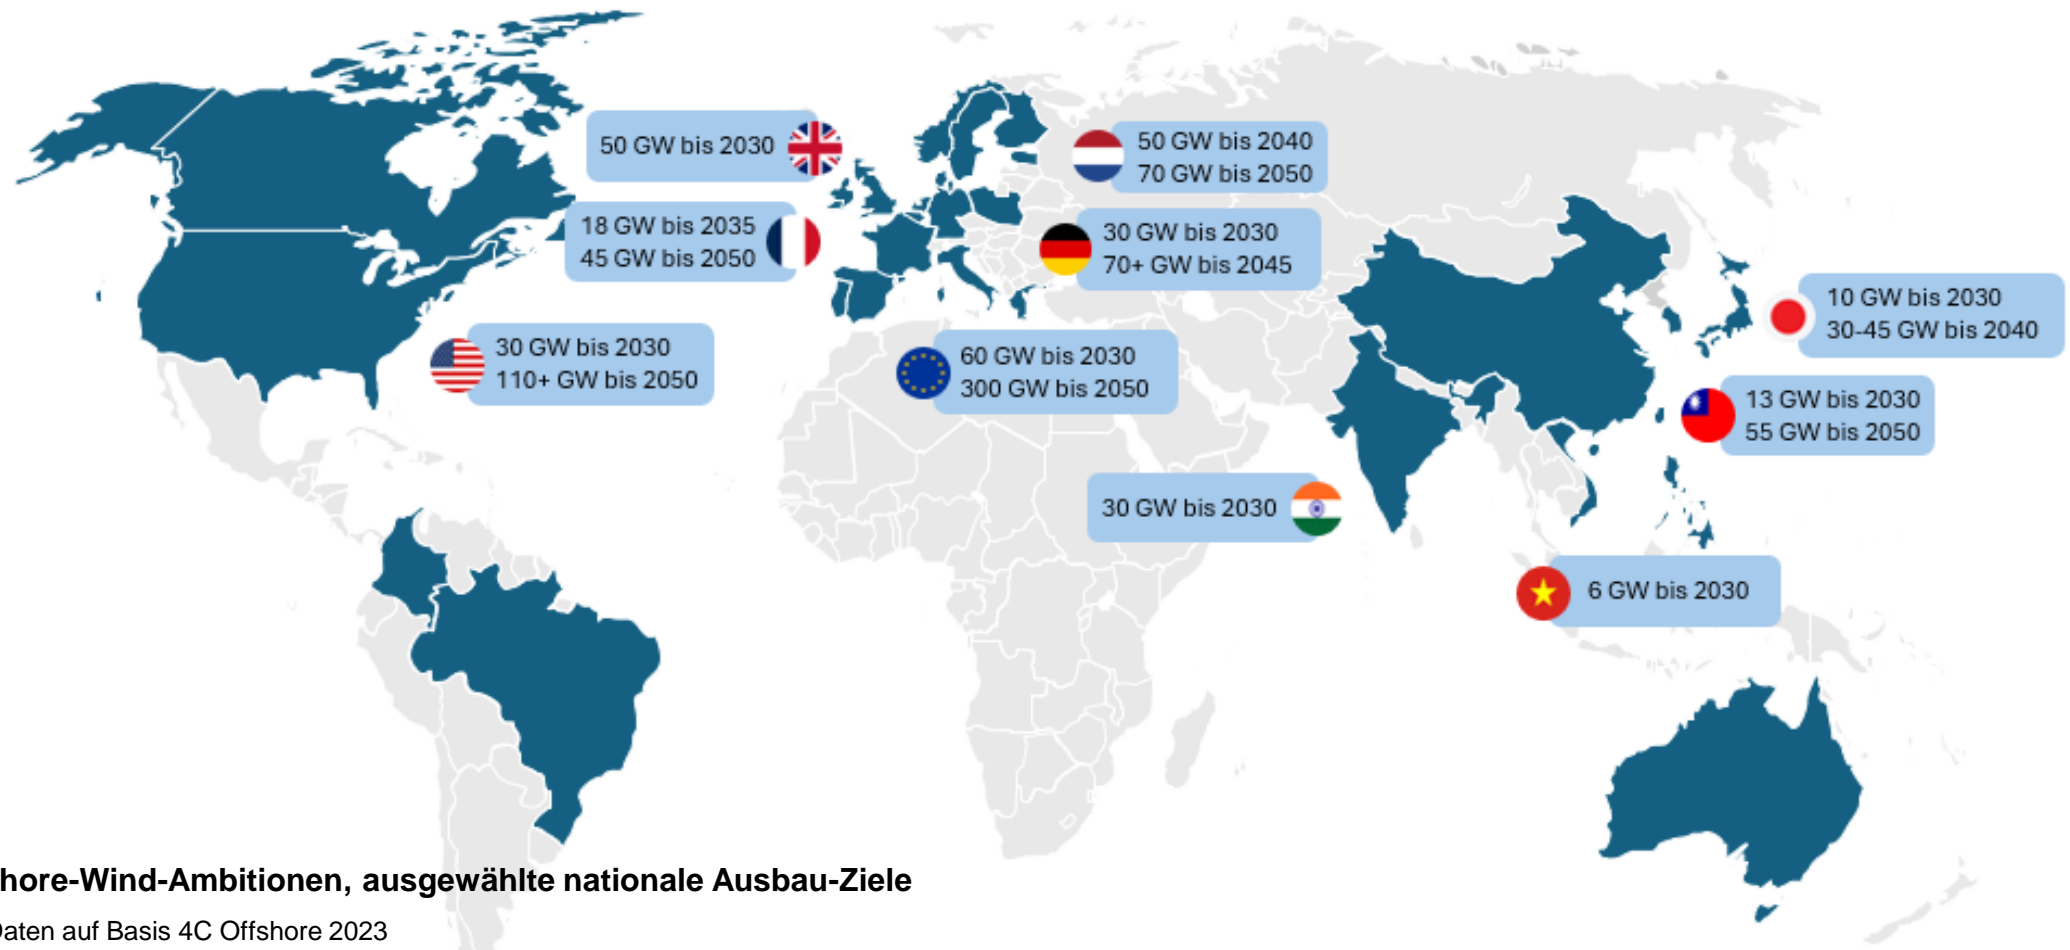 50 GW bis 2030
50 GW bis 2040
70 GW bis 2050
18 GW bis 2035
45 GW bis 2050
30 GW bis 2030
70+ GW bis 2045
10 GW bis 2030
30-45 GW bis 2040
30 GW bis 2030
110+ GW bis 2050
60 GW bis 2030
300 GW bis 2050
13 GW bis 2030
55 GW bis 2050
30 GW bis 2030
6 GW bis 2030
hore-Wind-Ambitionen, ausgewählte nationale Ausbau-Ziele
Daten auf Basis 4C Offshore 2023